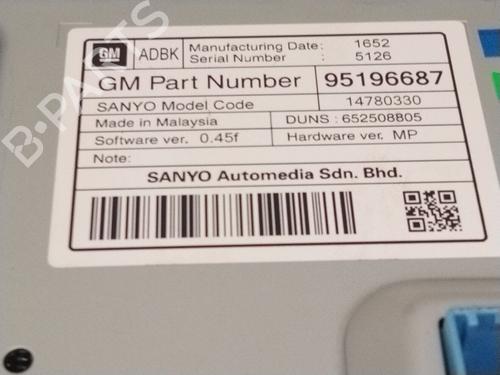 GM ADBK Manufacturing Date: 1652
Serial Number : 5126
GM Part Number 95196687
SANYO Model Code 14780330
Made in Malaysia DUNS : 652508805
Software ver. 0.45f Hardware ver. MP
Note:
SANYO Automedia Sdn. Bhd.
B-PARTS